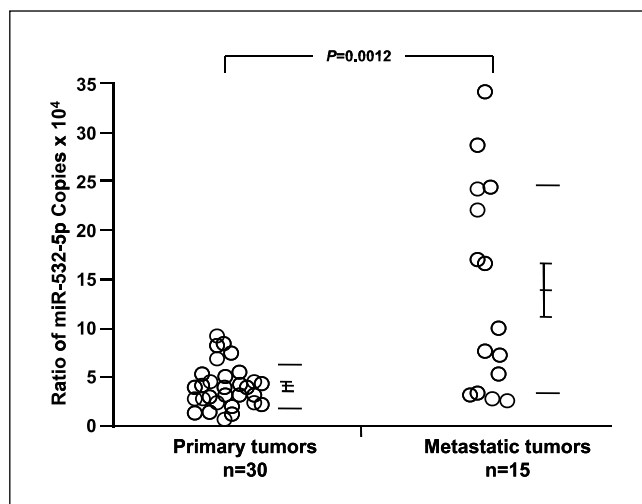 P=0.0012
Ratio of miR-532-5p Copies x 10⁴
35
30
25
20
15
10
5
0
Primary tumors
n=30
Metastatic tumors
n=15